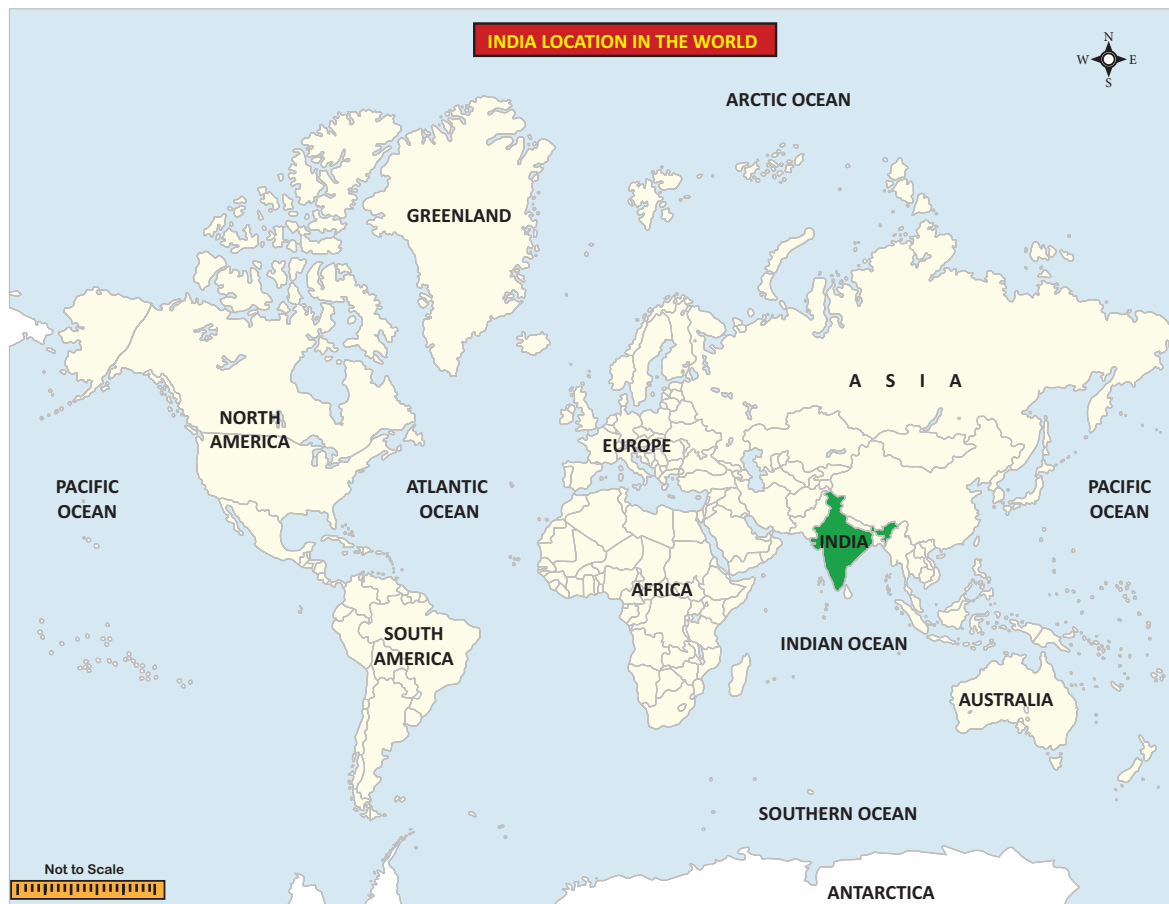 INDIA LOCATION IN THE WORLD
N
W E
S
ARCTIC OCEAN
GREENLAND
A S I A
NORTH
AMERICA
EUROPE
PACIFIC
OCEAN
ATLANTIC
OCEAN
PACIFIC
OCEAN
INDIA
AFRICA
SOUTH
AMERICA
INDIAN OCEAN
AUSTRALIA
SOUTHERN OCEAN
Not to Scale
ANTARCTICA